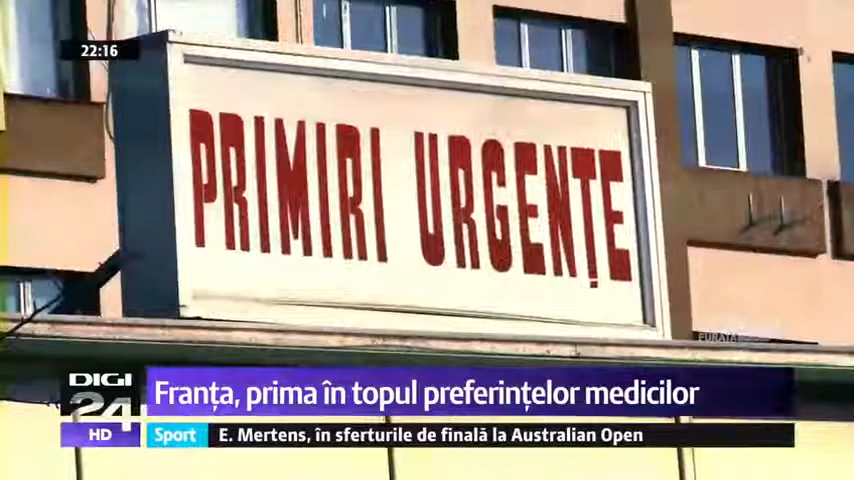 22:16
PRIMIRI URGENȚE
DIGI
24
HD
Franța, prima în topul preferințelor medicilor
Sport
E. Mertens, în sferturile de finală la Australian Open